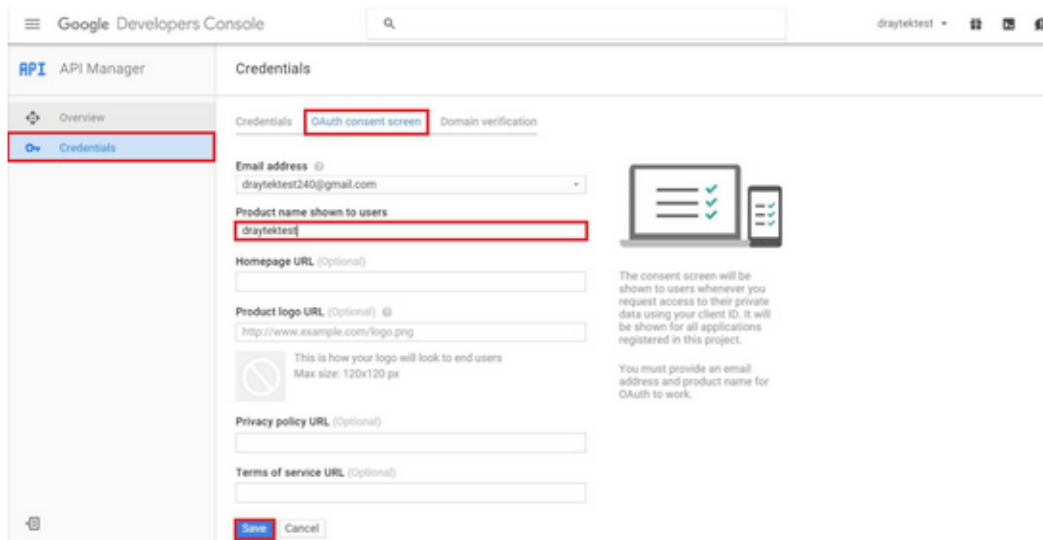 Google Developers Console
draytektest
API API Manager
Credentials
Overview
Credentials
Credentials OAuth consent screen Domain verification
Email address
draytektest240@gmail.com
Product name shown to users
draytektest
Homepage URL (Optional)
Product logo URL (Optional)
http://www.example.com/logo.png
This is how your logo will look to end users
Max size: 120x120 px
Privacy policy URL (Optional)
Terms of service URL (Optional)
Save Cancel
The consent screen will be
shown to users whenever you
request access to their private
data using your client ID. It will
be shown for all applications
registered in this project.
You must provide an email
address and product name for
OAuth to work.